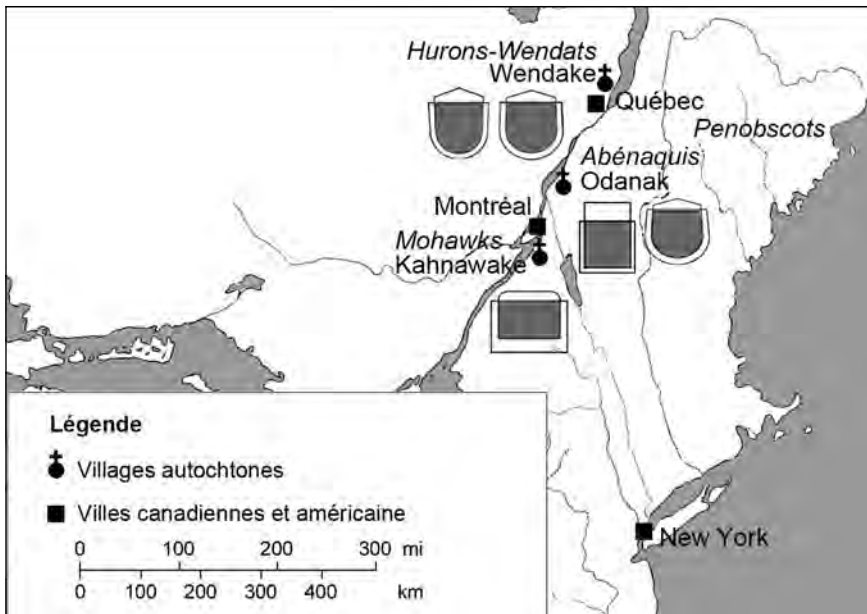 Hurons-Wendats
Wendake
Québec
Penobscots
Abénaquis
Odanak
Montréal
Mohawks
Kahnawake
Légende
Villages autochtones
Villes canadiennes et américaine
0 100 200 300 mi
0 100 200 300 400 km
New York